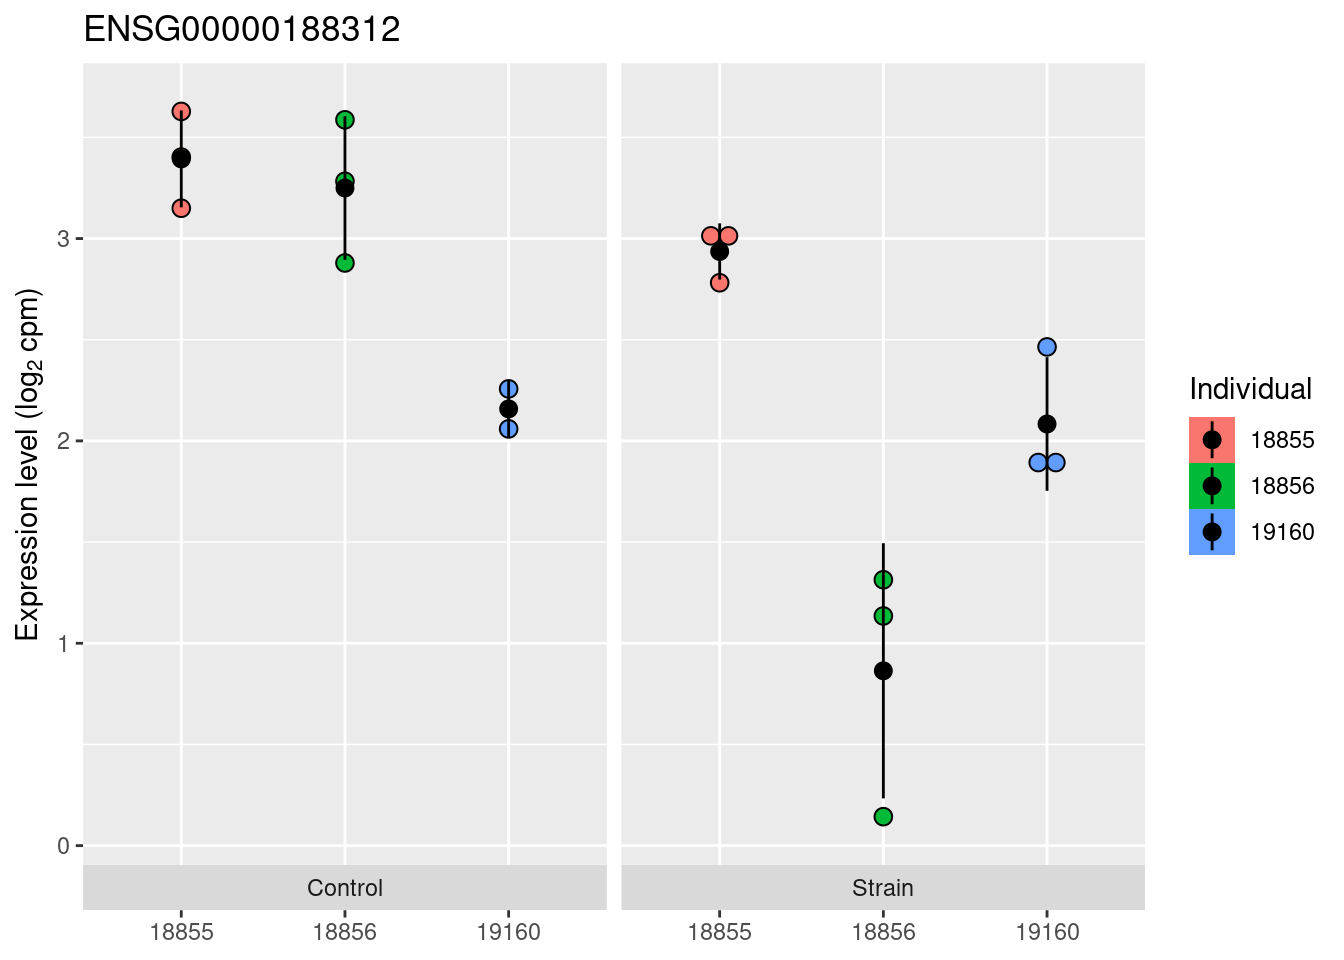 ENSG00000188312
Expression level (log₂ cpm)
3
2
1
0
Control
Strain
18855
18856
19160
18855
18856
19160
Individual
18855
18856
19160